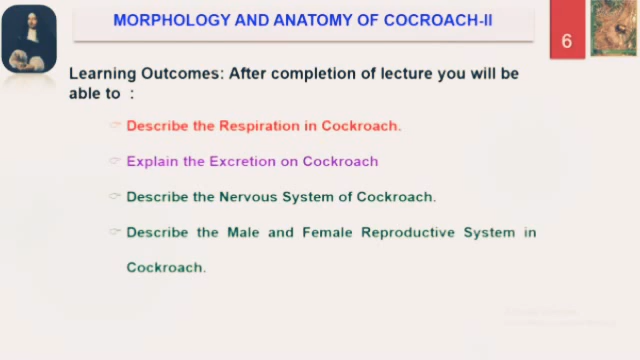 MORPHOLOGY AND ANATOMY OF COCROACH-II
6
Learning Outcomes: After completion of lecture you will be
able to :
Describe the Respiration in Cockroach.
Explain the Excretion on Cockroach
Describe the Nervous System of Cockroach.
Describe the Male and Female Reproductive System in
Cockroach.